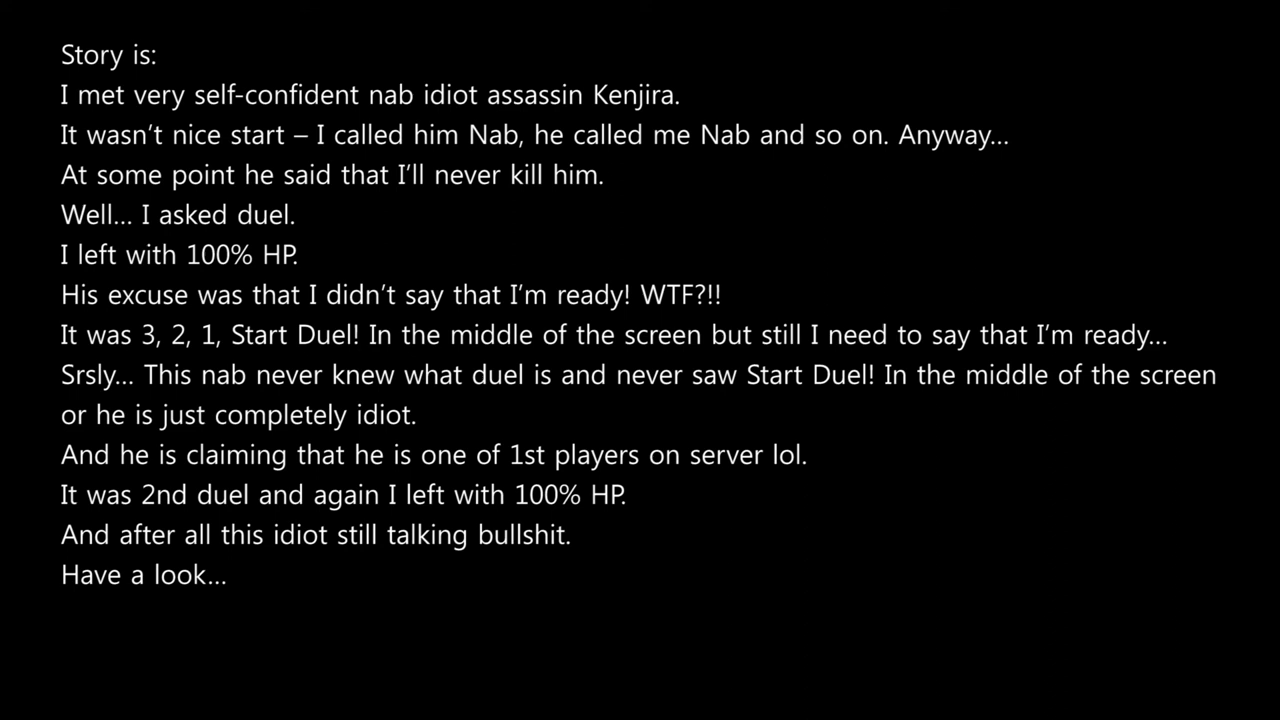 Story is:
I met very self-confident nab idiot assassin Kenjira.
It wasn't nice start – I called him Nab, he called me Nab and so on. Anyway...
At some point he said that I'll never kill him.
Well... I asked duel.
I left with 100% HP.
His excuse was that I didn't say that I'm ready! WTF?!!
It was 3, 2, 1, Start Duel! In the middle of the screen but still I need to say that I'm ready...
Srsly... This nab never knew what duel is and never saw Start Duel! In the middle of the screen
or he is just completely idiot.
And he is claiming that he is one of 1st players on server lol.
It was 2nd duel and again I left with 100% HP.
And after all this idiot still talking bullshit.
Have a look...